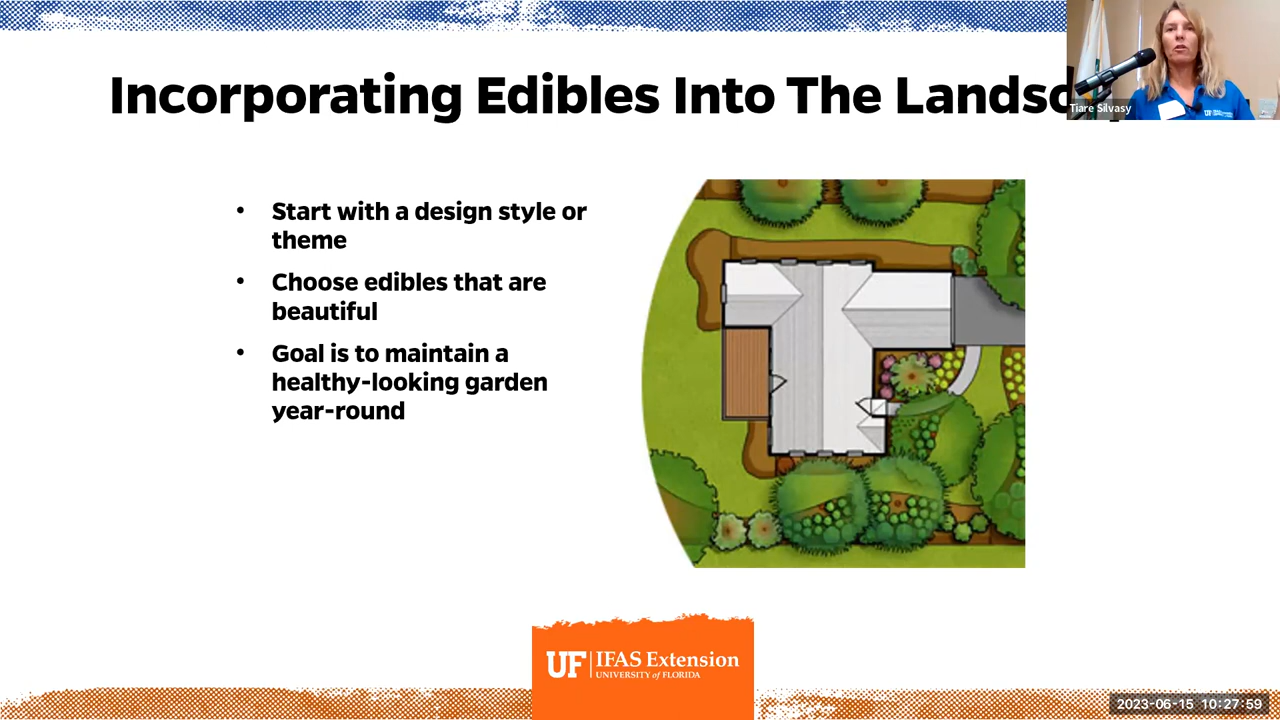 Incorporating Edibles Into The
Tiare Silvasy
• Start with a design style or
theme
• Choose edibles that are
beautiful
• Goal is to maintain a
healthy-looking garden
year-round
UF IFAS Extension
UNIVERSITY of FLORIDA
2023-06-15 10:27:59